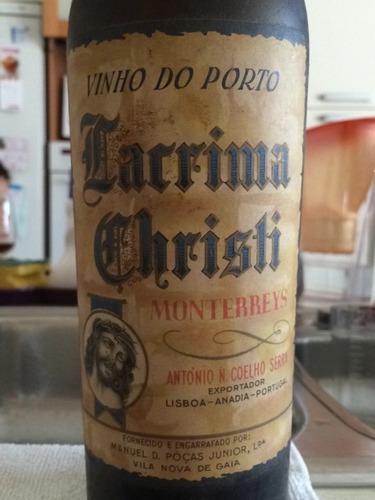 VINHO DO PORTO
Lacrima
Christi
MONTERREYS
ANTÓNIO N. COELHO SERRA
EXPORTADOR
LISBOA-ANADIA-PORTUGAL
FORNECIDO E ENGARRAFADO POR:
MANUEL D. POÇAS JUNIOR, LDA
VILA NOVA DE GAIA